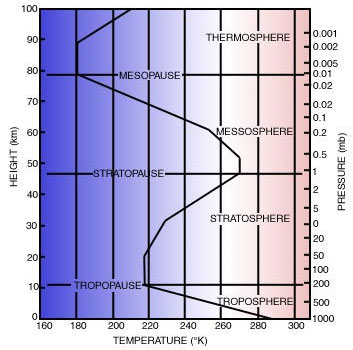 100
90
80
70
60
50
40
30
20
10
0
HEIGHT (km)
THERMOSPHERE
MESOPAUSE
MESSOSPHERE
STRATOPAUSE
STRATOSPHERE
TROPOPAUSE
TROPOSPHERE
0.001
0.002
0.005
0.01
0.02
0.02
0.1
0.2
0.5
1
2
5
0
20
50
100
200
500
1000
PRESSURE (mb)
160 180 200 220 240 260 280 300
TEMPERATURE (°K)